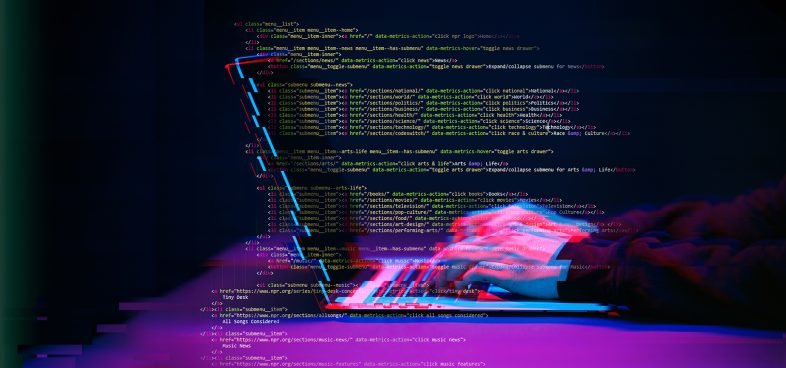 <ul class="menu__list">
<li class="menu__item menu__item--home">
<div class="menu__item-inner"><a href="/" data-metrics-action="click npr logo">Home</a></li>
</li>
<li class="menu__item menu__item--news menu__item--has-submenu" data-metrics-hover="toggle news drawer">
<div class="menu__item-inner">
<a href="/sections/news/" data-metrics-action="click news">News</a>
<button class="menu__toggle-submenu" data-metrics-action="toggle news drawer">Expand/collapse submenu for News</button>
</div>
<ul class="submenu submenu--news">
<li class="submenu__item"><a href="/sections/national/" data-metrics-action="click national">National</a></li>
<li class="submenu__item"><a href="/sections/world/" data-metrics-action="click world">World</a></li>
<li class="submenu__item"><a href="/sections/politics/" data-metrics-action="click politics">Politics</a></li>
<li class="submenu__item"><a href="/sections/business/" data-metrics-action="click business">Business</a></li>
<li class="submenu__item"><a href="/sections/health/" data-metrics-action="click health">Health</a></li>
<li class="submenu__item"><a href="/sections/science/" data-metrics-action="click science">Science</a></li>
<li class="submenu__item"><a href="/sections/technology/" data-metrics-action="click technology">Technology</a></li>
<li class="submenu__item"><a href="/sections/codeswitch/" data-metrics-action="click race & culture">Race &amp; Culture</a></li>
</li>
<li class="menu__item menu__item--arts-life menu__item--has-submenu" data-metrics-hover="toggle arts drawer">
class="menu__item-inner">
href="/sections/arts/" data-metrics-action="click arts & life">Arts &amp; Life</a>
class="menu__toggle-submenu" data-metrics-action="toggle arts drawer">Expand/collapse submenu for Arts &amp; Life</button>
</div>
<ul class="submenu submenu--arts-life">
<li class="submenu__item"><a href="/books/" data-metrics-action="click books">Books</a></li>
<li class="submenu__item"><a href="/sections/movies/" data-metrics-action="click movies">Movies</a></li>
<li class="submenu__item"><a href="/sections/television/" data-metrics-action="click television">Television</a></li>
<li class="submenu__item"><a href="/sections/pop-culture/" data-metrics-action="click Pop Culture</a></li>
<li class="submenu__item"><a href="/sections/food/" data-metrics-action=
<li class="submenu__item"><a href="/sections/art-design/" data-metrics-action="click
<li class="submenu__item"><a href="/sections/performing-arts/" data-metrics-action="click performing arts">Performing arts</a></li>
</li>
<li class="menu__item menu__item--music menu__item--has-submenu"
<div class="menu__item-inner">
<a href="/music/" data-metrics-action="click music">Music</a>
<button class="menu__toggle-submenu" data-metrics-action="toggle music submenu for Music</button>
</div>
<ul class="submenu submenu--music">
<a href="https://www.npr.org/series/tiny-desk-concerts" data-metrics-action="click tiny desk">
Tiny Desk
</a>
</li><li class="submenu__item">
<a href="https://www.npr.org/sections/allsongs/" data-metrics-action="click all songs considered">
All Songs Considered
</a>
</li><li class="submenu__item">
<a href="https://www.npr.org/sections/music-news/" data-metrics-action="click music news">
Music News
</a>
</li><li class="submenu__item">
<a href="https://www.npr.org/sections/music-features" data-metrics-action="click music features">